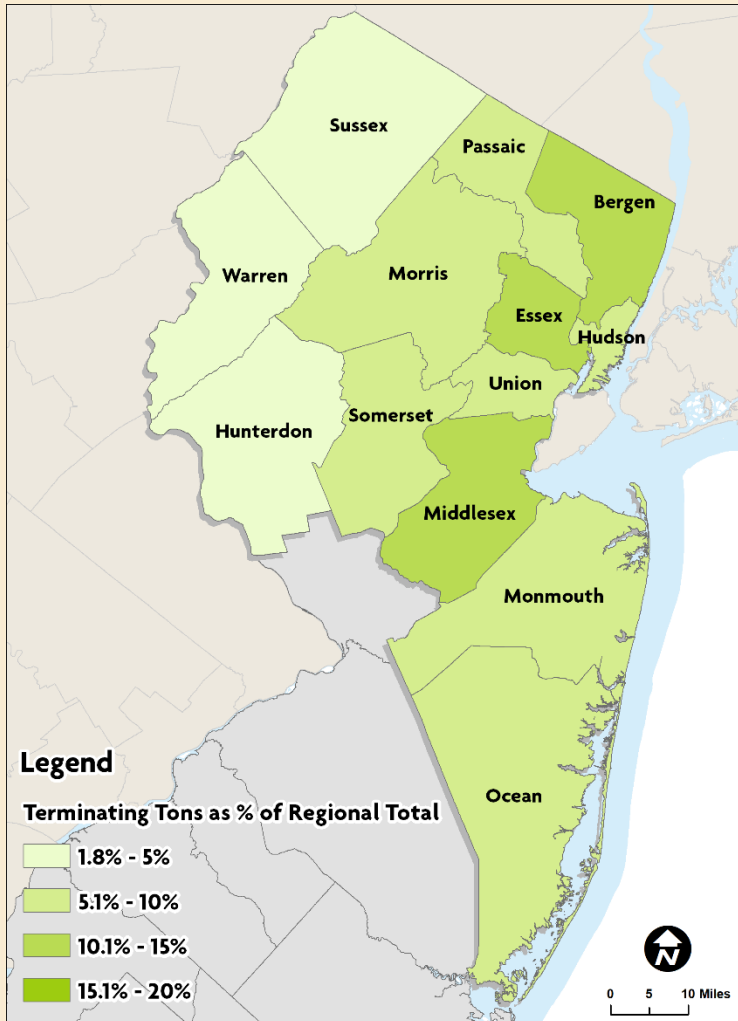 Sussex
Passaic
Bergen
Warren
Morris
Essex
Hudson
Union
Somerset
Hunterdon
Middlesex
Monmouth
Ocean
Legend
Terminating Tons as % of Regional Total
1.8% - 5%
5.1% - 10%
10.1% - 15%
15.1% - 20%
N
0 5 10 Miles